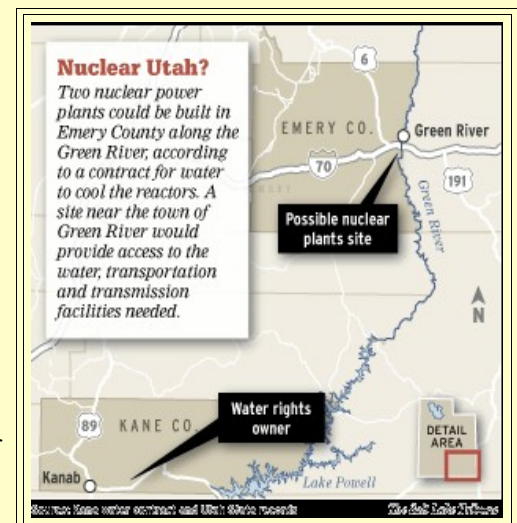 Nuclear Utah?
Two nuclear power
plants could be built in
Emery County along the
Green River, according
to a contract for water
to cool the reactors. A
site near the town of
Green River would
provide access to the
water, transportation
and transmission
facilities needed.
6
EMERY CO.
Green River
70
191
Possible nuclear
plants site
Green River
N
Water rights
owner
89
KANE CO.
DETAIL
AREA
Kanab
Lake Powell
Source: Kane water contract and Utah State records
The Salt Lake Tribune